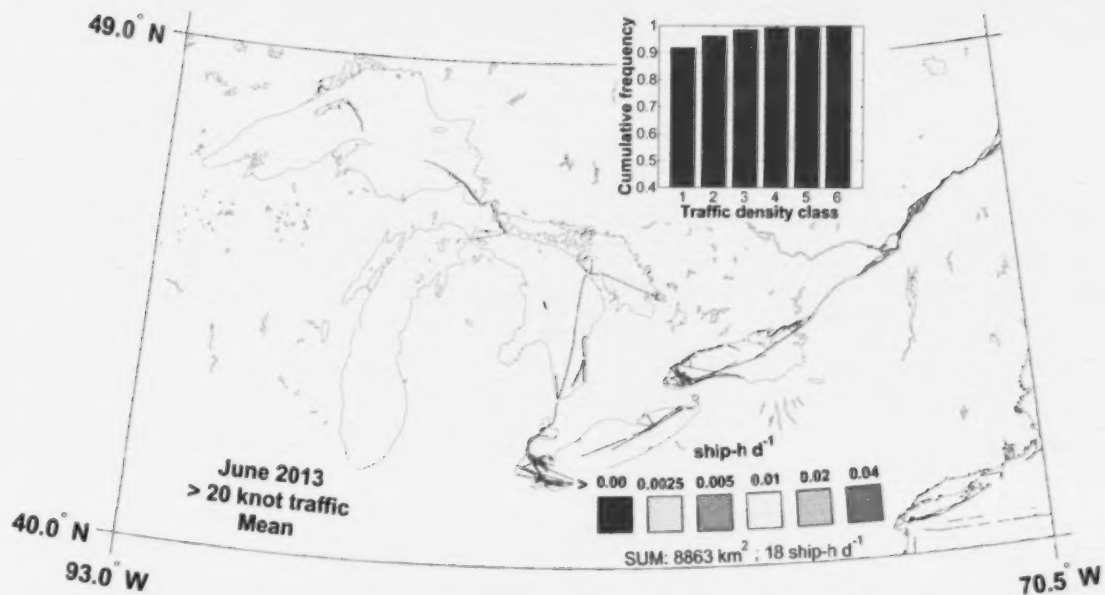 49.0° N
Cumulative frequency
1
0.9
0.8
0.7
0.6
0.5
0.4
1 2 3 4 5 6
Traffic density class
June 2013
> 20 knot traffic
Mean
ship-h d-1
> 0.00 0.0025 0.005 0.01 0.02 0.04
SUM: 8863 km2 ; 18 ship-h d-1
40.0° N
93.0° W
70.5° W